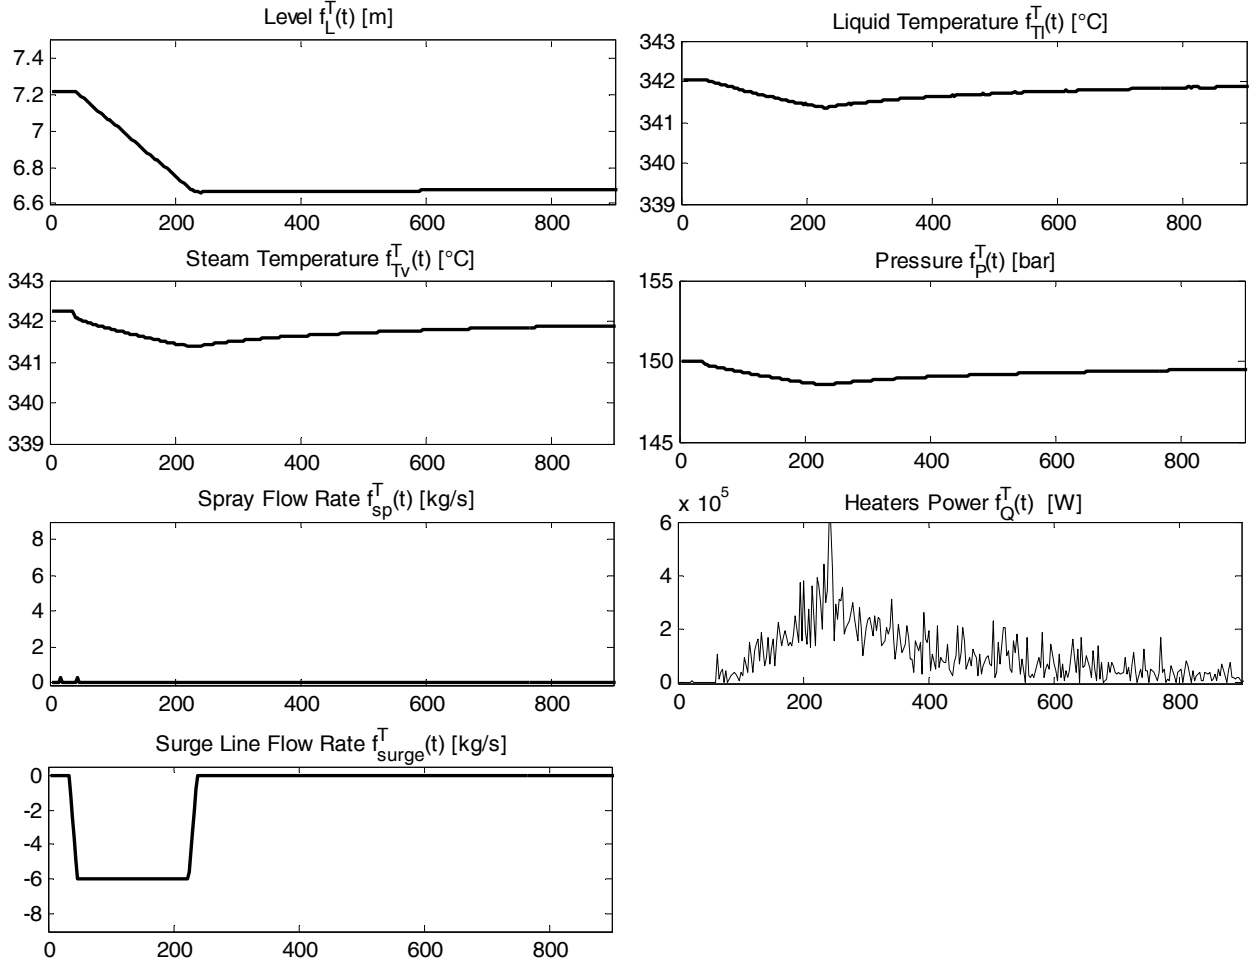 Level f_L^T(t) [m]
7.4
7.2
7
6.8
6.6
0 200 400 600 800
Liquid Temperature f_Tl^T(t) [°C]
343
342
341
340
339
0 200 400 600 800
Steam Temperature f_Tv^T(t) [°C]
343
342
341
340
339
0 200 400 600 800
Pressure f_P^T(t) [bar]
155
150
145
0 200 400 600 800
Spray Flow Rate f_sp^T(t) [kg/s]
8
6
4
2
0
0 200 400 600 800
Heaters Power f_Q^T(t) [W]
x 10^5
6
4
2
0
0 200 400 600 800
Surge Line Flow Rate f_surge^T(t) [kg/s]
0
-2
-4
-6
-8
0 200 400 600 800